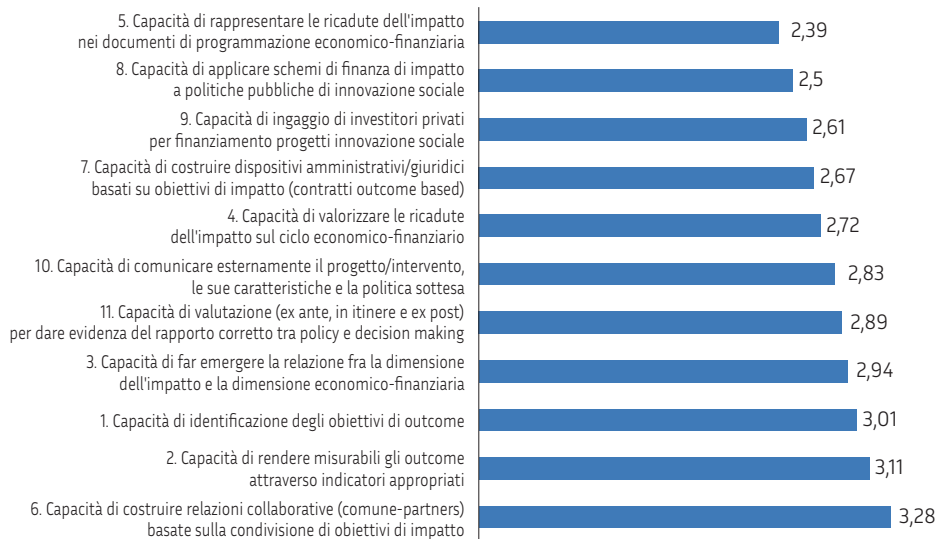 5. Capacità di rappresentare le ricadute dell'impatto
nei documenti di programmazione economico-finanziaria
2,39
8. Capacità di applicare schemi di finanza di impatto
a politiche pubbliche di innovazione sociale
2,5
9. Capacità di ingaggio di investitori privati
per finanziamento progetti innovazione sociale
2,61
7. Capacità di costruire dispositivi amministrativi/giuridici
basati su obiettivi di impatto (contratti outcome based)
2,67
4. Capacità di valorizzare le ricadute
dell'impatto sul ciclo economico-finanziario
2,72
10. Capacità di comunicare esternamente il progetto/intervento,
le sue caratteristiche e la politica sottesa
2,83
11. Capacità di valutazione (ex ante, in itinere e ex post)
per dare evidenza del rapporto corretto tra policy e decision making
2,89
3. Capacità di far emergere la relazione fra la dimensione
dell'impatto e la dimensione economico-finanziaria
2,94
1. Capacità di identificazione degli obiettivi di outcome
3,01
2. Capacità di rendere misurabili gli outcome
attraverso indicatori appropriati
3,11
6. Capacità di costruire relazioni collaborative (comune-partners)
basate sulla condivisione di obiettivi di impatto
3,28